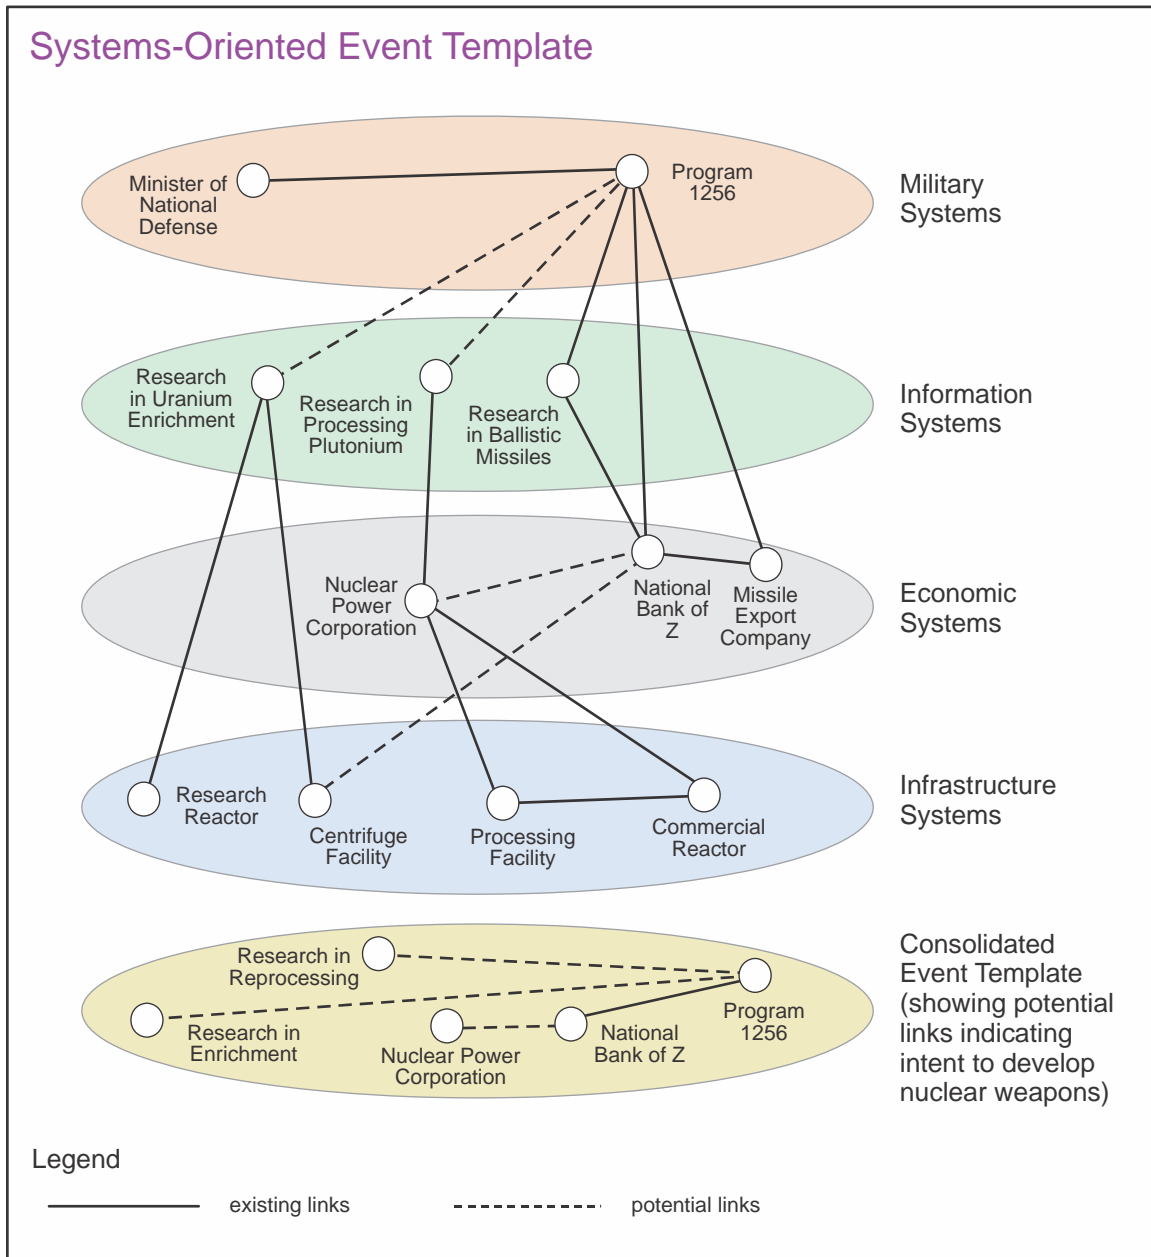 Systems-Oriented Event Template
Minister of
National
Defense
Program
1256
Military
Systems
Research
in Uranium
Enrichment
Research in
Processing
Plutonium
Research
in Ballistic
Missiles
Information
Systems
Nuclear
Power
Corporation
National
Bank of
Z
Missile
Export
Company
Economic
Systems
Research
Reactor
Centrifuge
Facility
Processing
Facility
Commercial
Reactor
Infrastructure
Systems
Research in
Reprocessing
Research in
Enrichment
Nuclear Power
Corporation
National
Bank of Z
Program
1256
Consolidated
Event Template
(showing potential
links indicating
intent to develop
nuclear weapons)
Legend
existing links
potential links